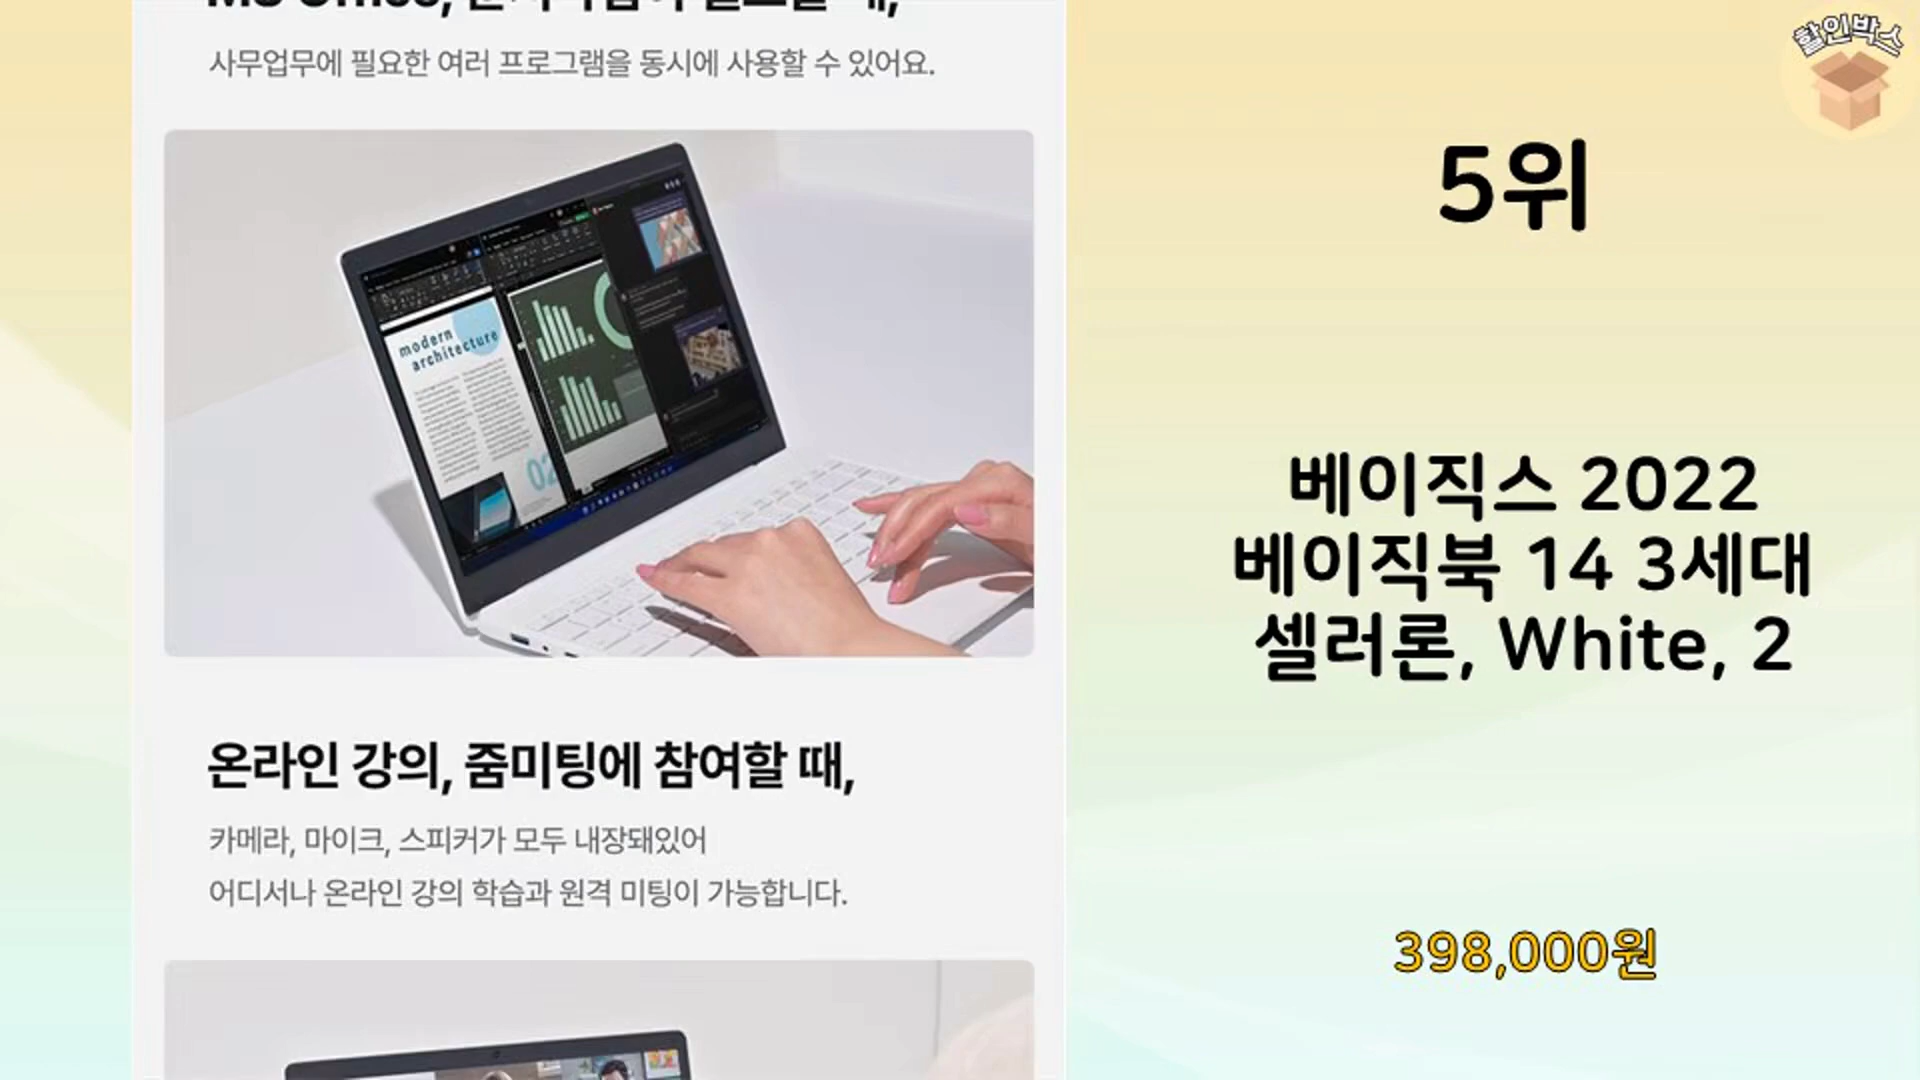 MS Office,
사무업무에 필요한 여러 프로그램을 동시에 사용할 수 있어요.
modern
architecture
02
온라인 강의, 줌미팅에 참여할 때,
카메라, 마이크, 스피커가 모두 내장돼있어
어디서나 온라인 강의 학습과 원격 미팅이 가능합니다.
할인박스
5위
베이직스 2022
베이직북 14 3세대
셀러론, White, 2
398,000원